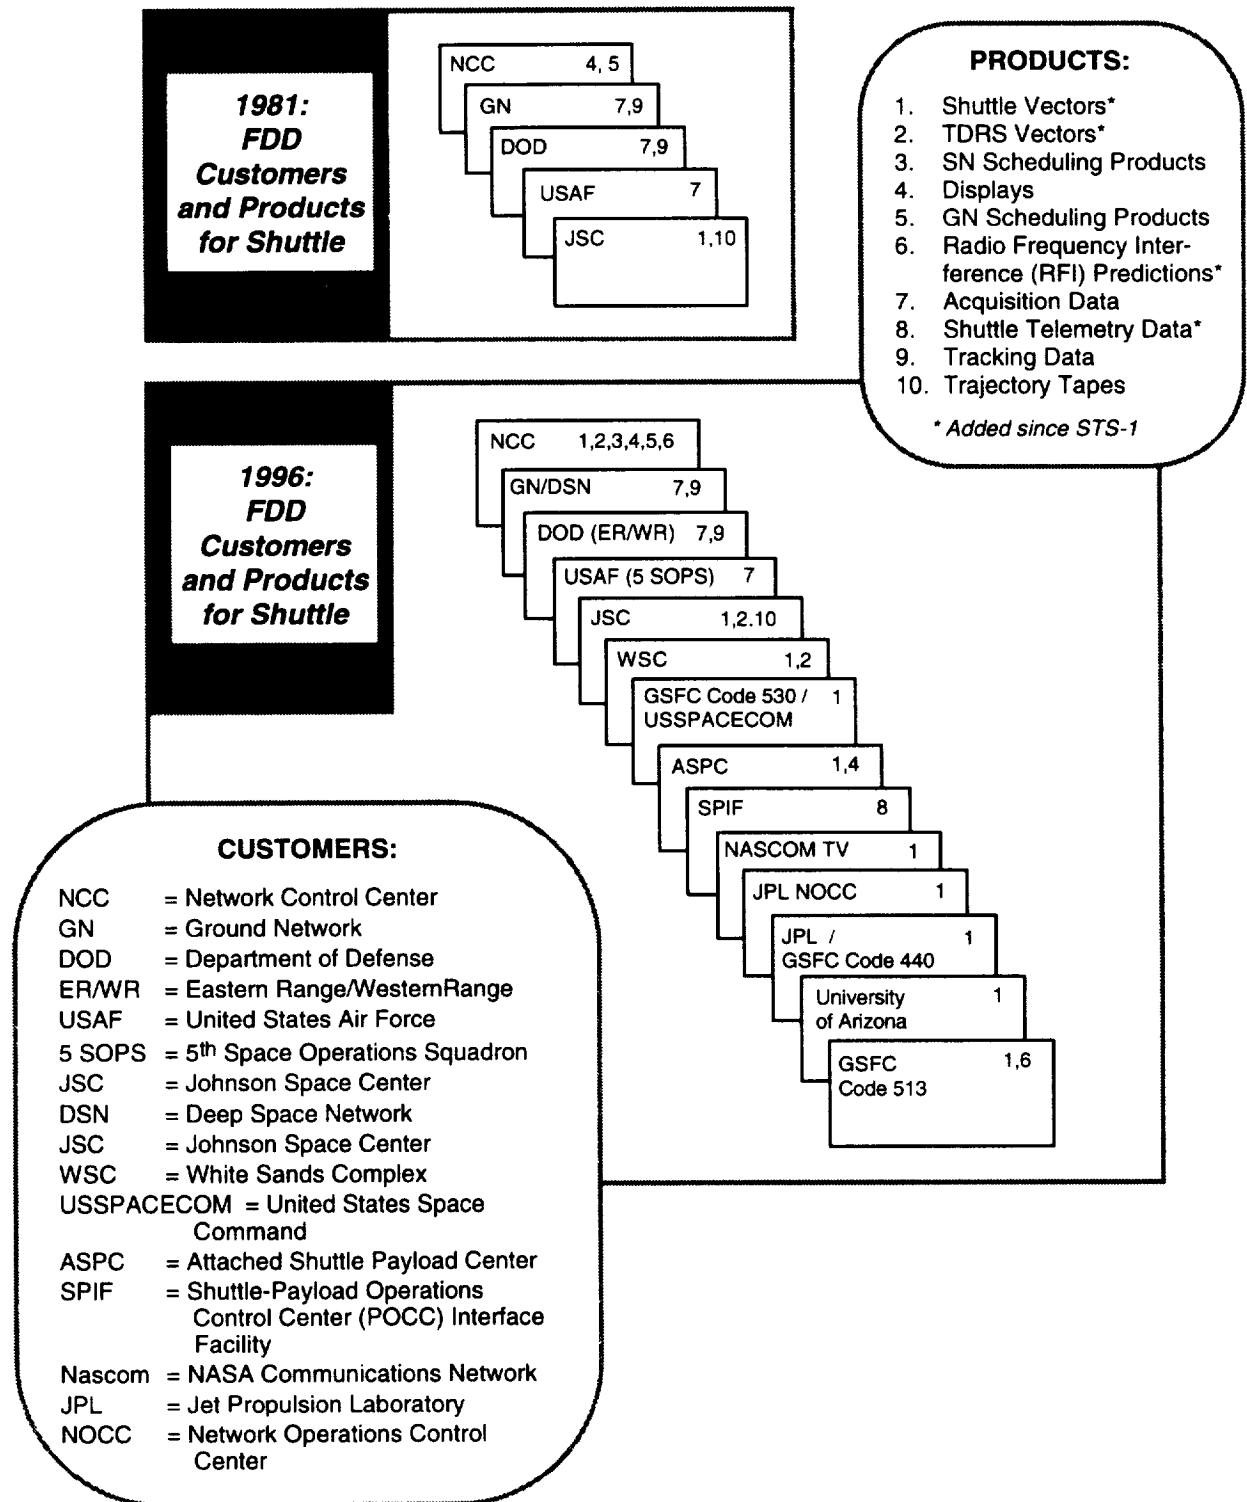 1981:
FDD
Customers
and Products
for Shuttle
NCC 4, 5
GN 7,9
DOD 7,9
USAF 7
JSC 1,10
PRODUCTS:
1. Shuttle Vectors*
2. TDRS Vectors*
3. SN Scheduling Products
4. Displays
5. GN Scheduling Products
6. Radio Frequency Inter-
ference (RFI) Predictions*
7. Acquisition Data
8. Shuttle Telemetry Data*
9. Tracking Data
10. Trajectory Tapes
* Added since STS-1
1996:
FDD
Customers
and Products
for Shuttle
NCC 1,2,3,4,5,6
GN/DSN 7,9
DOD (ER/WR) 7,9
USAF (5 SOPS) 7
JSC 1,2.10
WSC 1,2
GSFC Code 530 / 1
USSPACECOM
ASPC 1,4
SPIF 8
NASCOM TV 1
JPL NOCC 1
JPL / 1
GSFC Code 440
University 1
of Arizona
GSFC 1,6
Code 513
CUSTOMERS:
NCC = Network Control Center
GN = Ground Network
DOD = Department of Defense
ER/WR = Eastern Range/WesternRange
USAF = United States Air Force
5 SOPS = 5th Space Operations Squadron
JSC = Johnson Space Center
DSN = Deep Space Network
JSC = Johnson Space Center
WSC = White Sands Complex
USSPACECOM = United States Space
Command
ASPC = Attached Shuttle Payload Center
SPIF = Shuttle-Payload Operations
Control Center (POCC) Interface
Facility
Nascom = NASA Communications Network
JPL = Jet Propulsion Laboratory
NOCC = Network Operations Control
Center